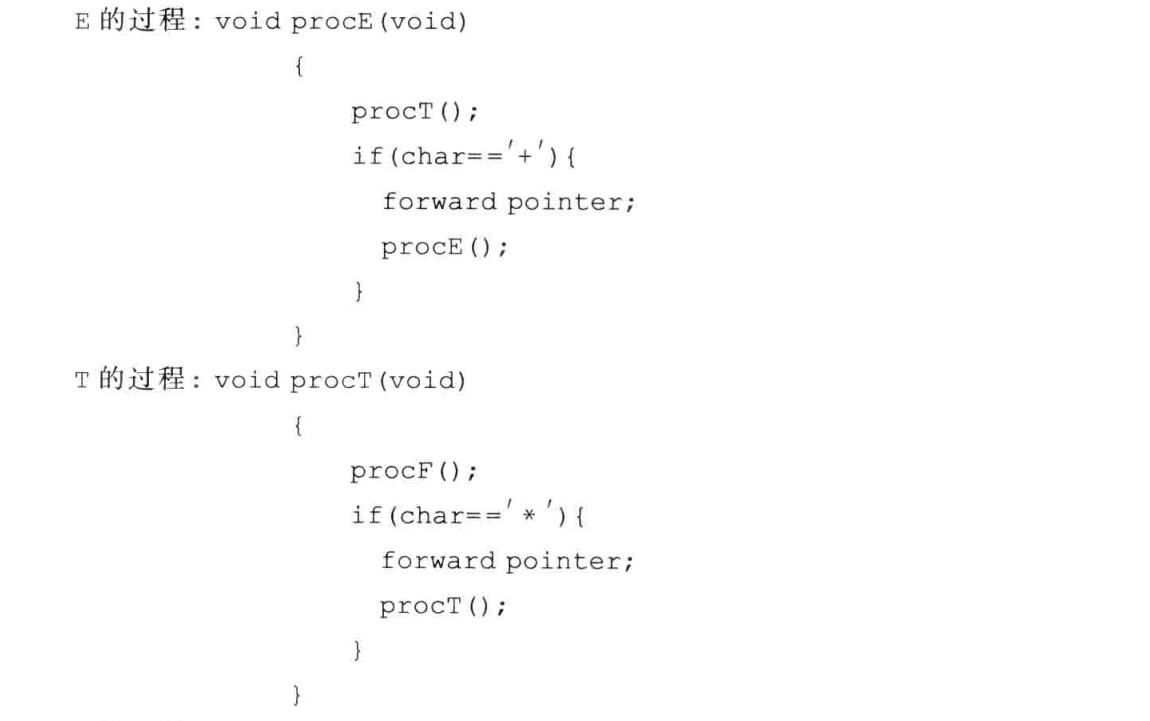 E 的过程: void procE(void)
{
procT();
if(char=='+'){
forward pointer;
procE();
}
}
T 的过程: void procT(void)
{
procF();
if(char=='*'){
forward pointer;
procT();
}
}